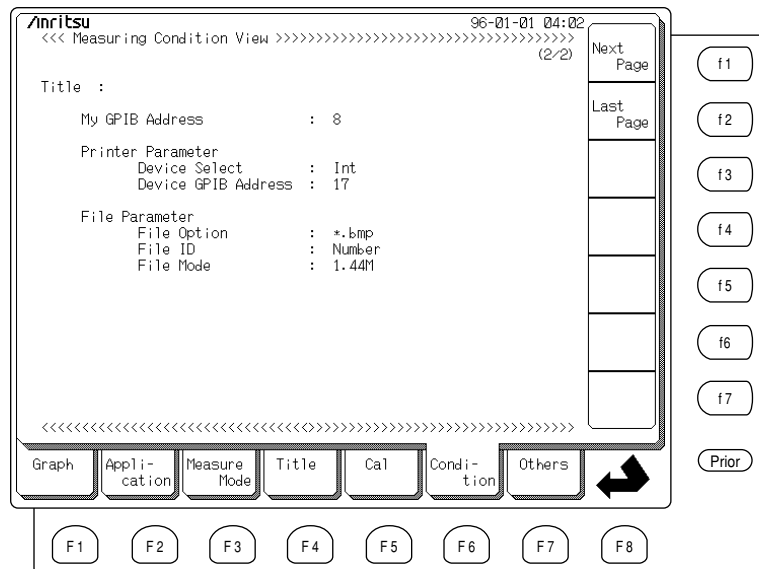 Anritsu
96-01-01 04:02
<<< Measuring Condition View >>>>>>>>>>>>>>>>>>>>>>>>>>>>>>>>>>>>>>
(2/2)
Title :
My GPIB Address : 8
Printer Parameter
Device Select : Int
Device GPIB Address : 17
File Parameter
File Option : *.bmp
File ID : Number
File Mode : 1.44M
<<<<<<<<<<<<<<<<<<<<<<<<<<<<<<<<<<<<>>>>>>>>>>>>>>>>>>>>>>>>>>>>>>>>
Next
Page
Last
Page
f1
f2
f3
f4
f5
f6
f7
Prior
Graph
Appli-
cation
Measure
Mode
Title
Cal
Condi-
tion
Others
F1
F2
F3
F4
F5
F6
F7
F8